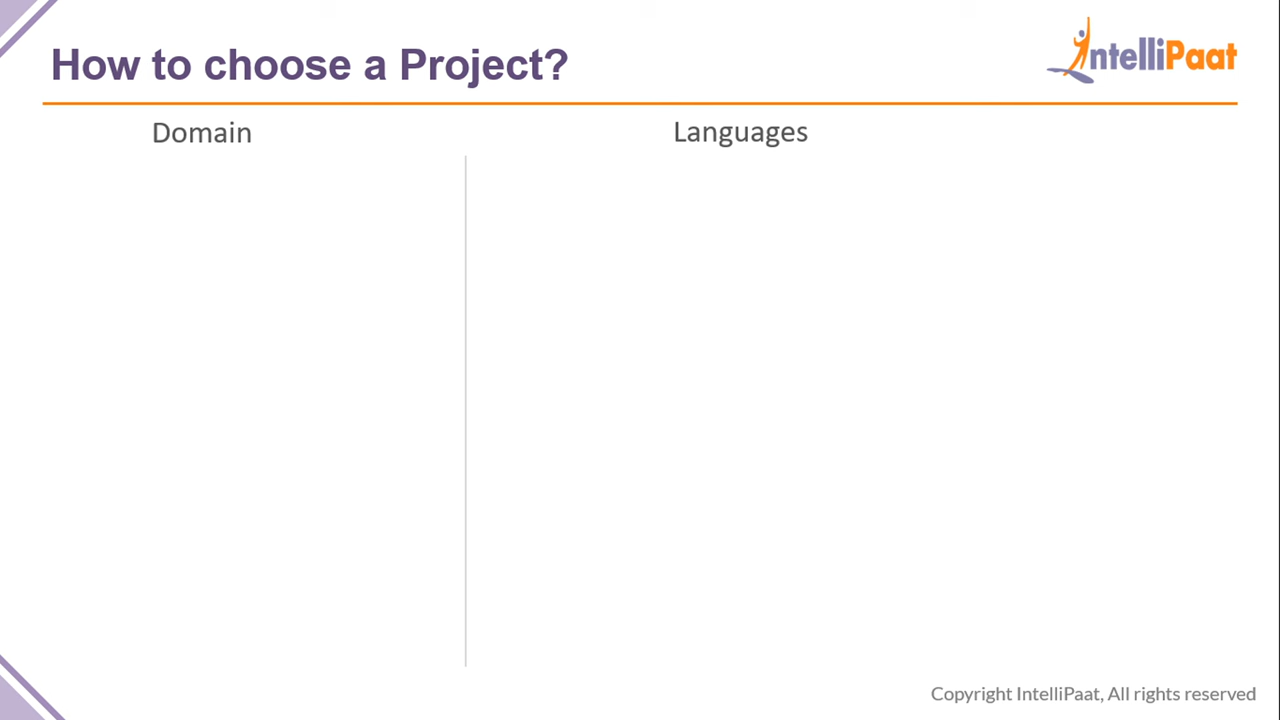 How to choose a Project?
IntelliPaat
Domain
Languages
Copyright IntelliPaat, All rights reserved